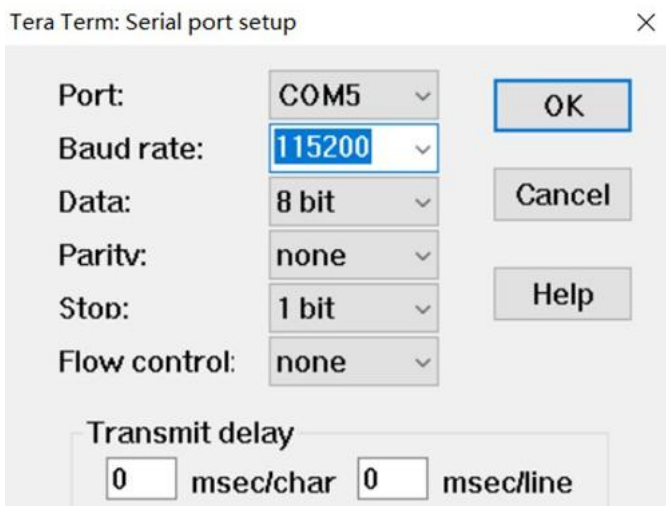 Tera Term: Serial port setup
Port: COM5 OK
Baud rate: 115200
Data: 8 bit Cancel
Parity: none
Stop: 1 bit Help
Flow control: none
Transmit delay
0 msec/char 0 msec/line